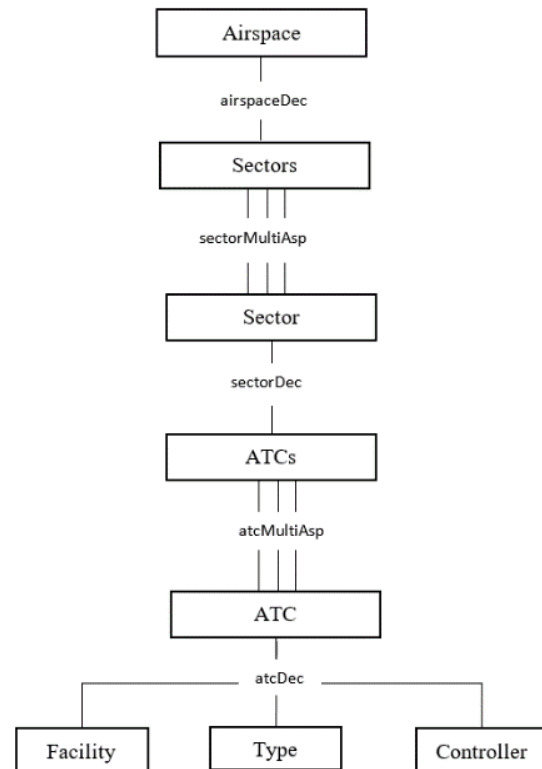 Airspace
airspaceDec
Sectors
sectorMultiAsp
Sector
sectorDec
ATCs
atcMultiAsp
ATC
atcDec
Facility
Type
Controller